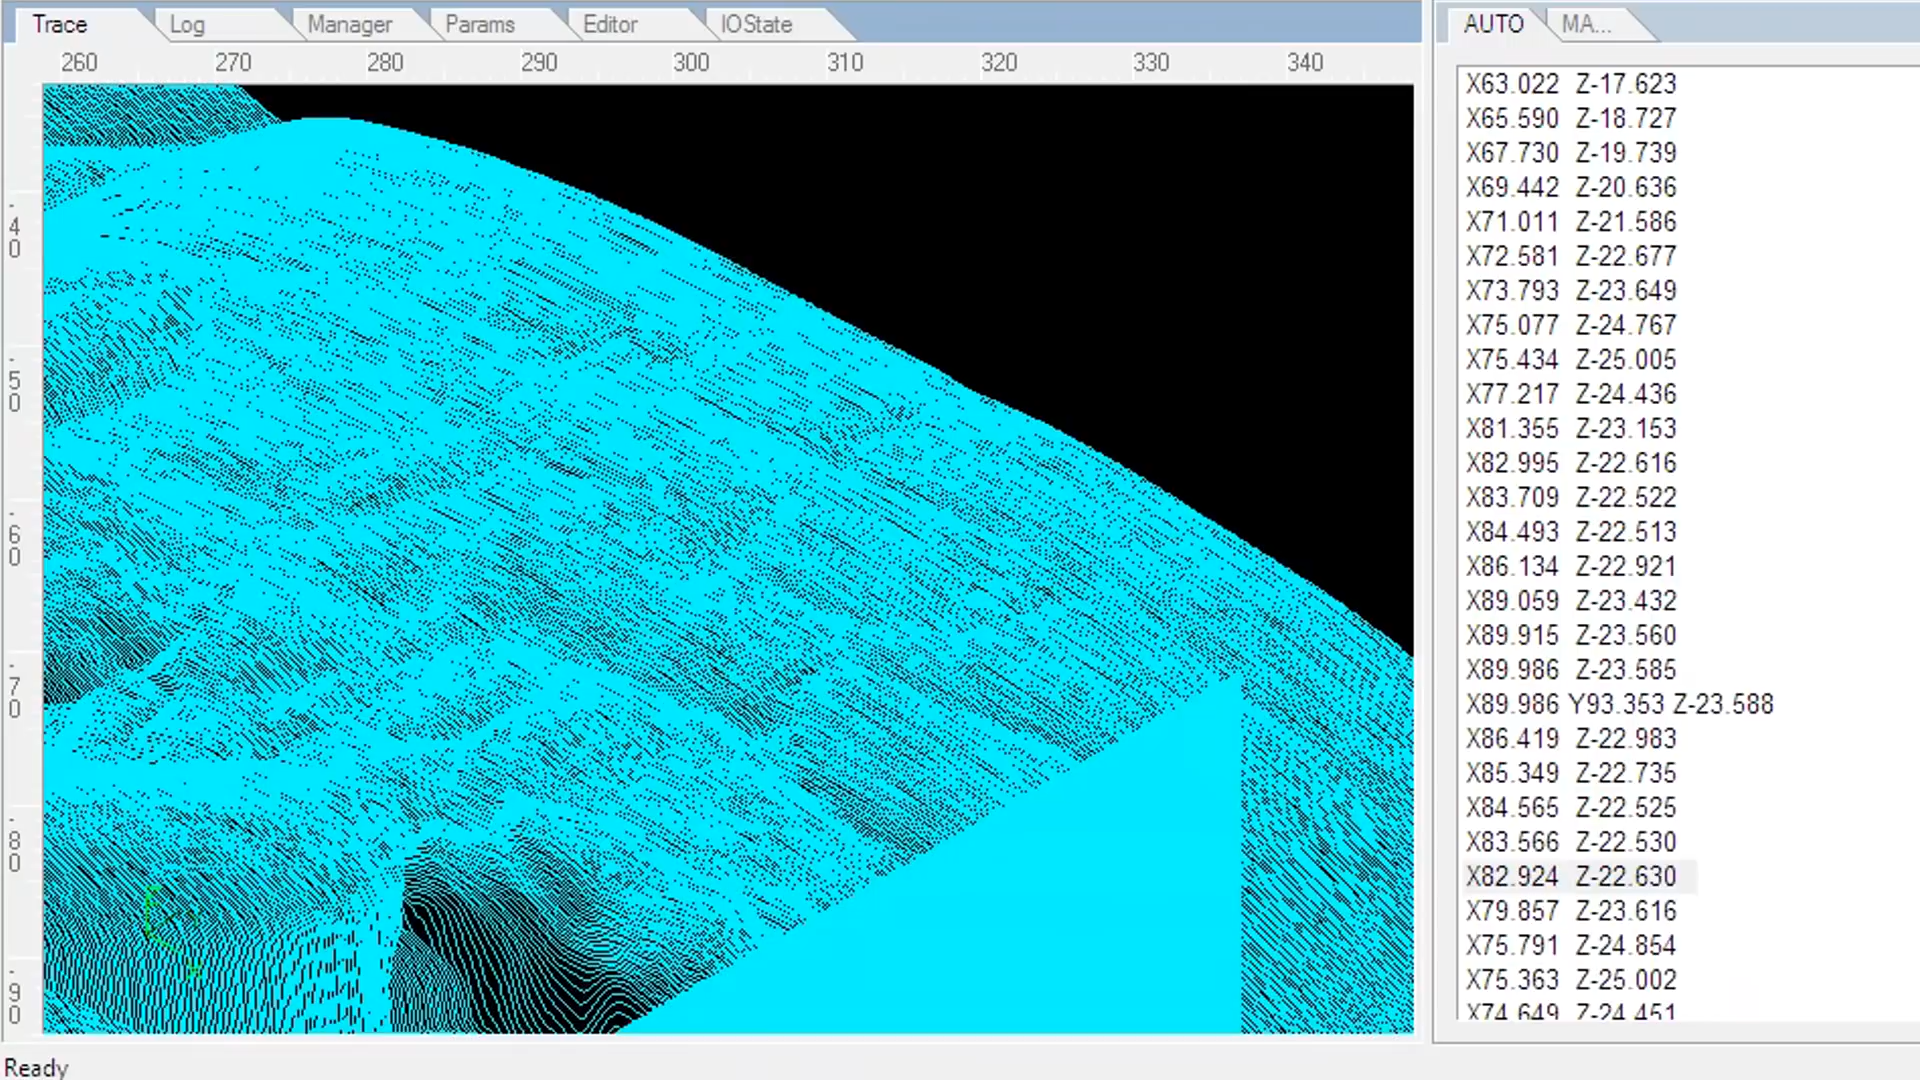 Trace Log Manager Params Editor IOState
AUTO MA...
260 270 280 290 300 310 320 330 340
-40
-50
-60
-70
-80
-90
X63.022 Z-17.623
X65.590 Z-18.727
X67.730 Z-19.739
X69.442 Z-20.636
X71.011 Z-21.586
X72.581 Z-22.677
X73.793 Z-23.649
X75.077 Z-24.767
X75.434 Z-25.005
X77.217 Z-24.436
X81.355 Z-23.153
X82.995 Z-22.616
X83.709 Z-22.522
X84.493 Z-22.513
X86.134 Z-22.921
X89.059 Z-23.432
X89.915 Z-23.560
X89.986 Z-23.585
X89.986 Y93.353 Z-23.588
X86.419 Z-22.983
X85.349 Z-22.735
X84.565 Z-22.525
X83.566 Z-22.530
X82.924 Z-22.630
X79.857 Z-23.616
X75.791 Z-24.854
X75.363 Z-25.002
X74.649 Z-24.451
Ready